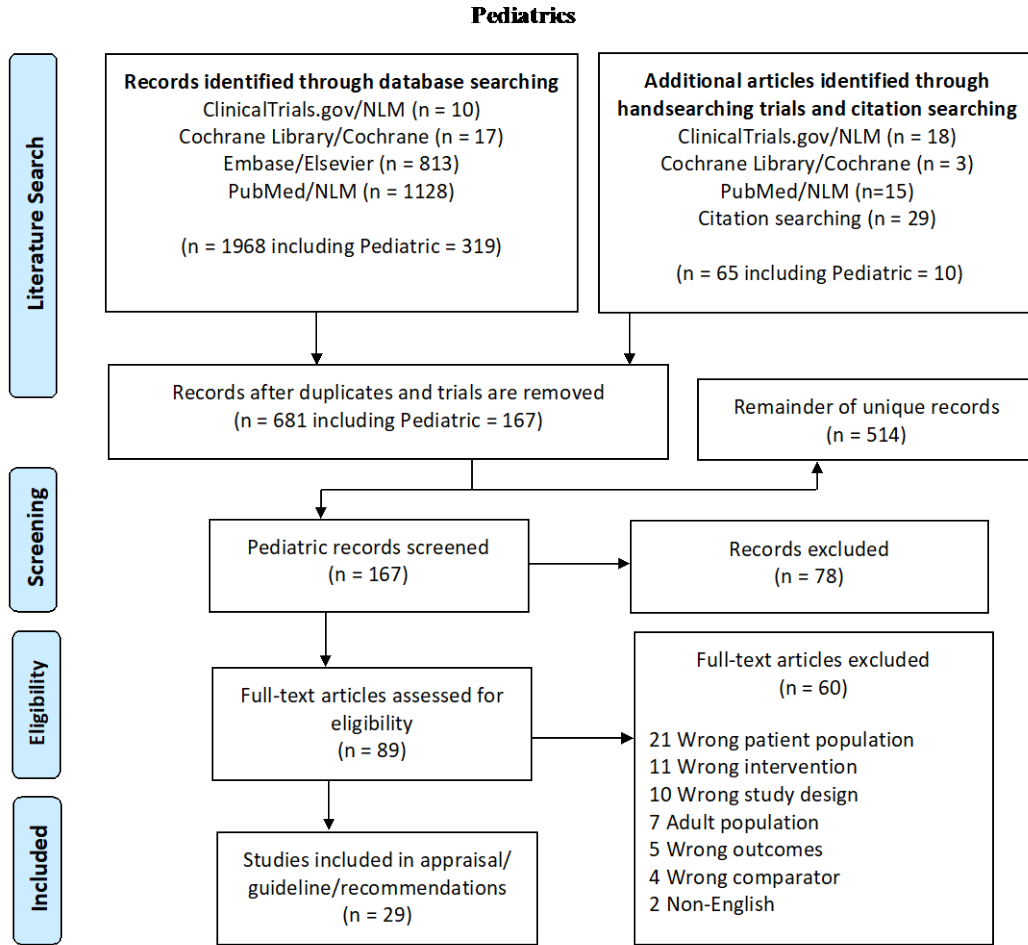 Pediatrics
Literature Search
Records identified through database searching
ClinicalTrials.gov/NLM (n = 10)
Cochrane Library/Cochrane (n = 17)
Embase/Elsevier (n = 813)
PubMed/NLM (n = 1128)
(n = 1968 including Pediatric = 319)
Additional articles identified through
handsearching trials and citation searching
ClinicalTrials.gov/NLM (n = 18)
Cochrane Library/Cochrane (n = 3)
PubMed/NLM (n=15)
Citation searching (n = 29)
(n = 65 including Pediatric = 10)
Records after duplicates and trials are removed
(n = 681 including Pediatric = 167)
Remainder of unique records
(n = 514)
Screening
Pediatric records screened
(n = 167)
Records excluded
(n = 78)
Eligibility
Full-text articles assessed for
eligibility
(n = 89)
Full-text articles excluded
(n = 60)
21 Wrong patient population
11 Wrong intervention
10 Wrong study design
7 Adult population
5 Wrong outcomes
4 Wrong comparator
2 Non-English
Included
Studies included in appraisal/
guideline/recommendations
(n = 29)